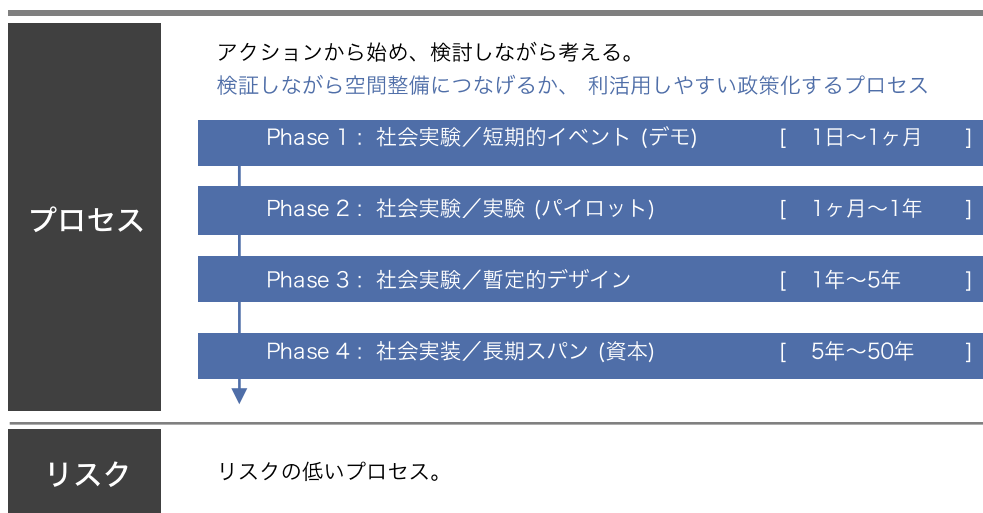 プロセス
アクションから始め、検討しながら考える。
検証しながら空間整備につなげるか、 利活用しやすい政策化するプロセス
Phase 1 : 社会実験／短期的イベント (デモ) [ 1日〜1ヶ月 ]
Phase 2 : 社会実験／実験 (パイロット) [ 1ヶ月〜1年 ]
Phase 3 : 社会実験／暫定的デザイン [ 1年〜5年 ]
Phase 4 : 社会実装／長期スパン (資本) [ 5年〜50年 ]
リスク
リスクの低いプロセス。